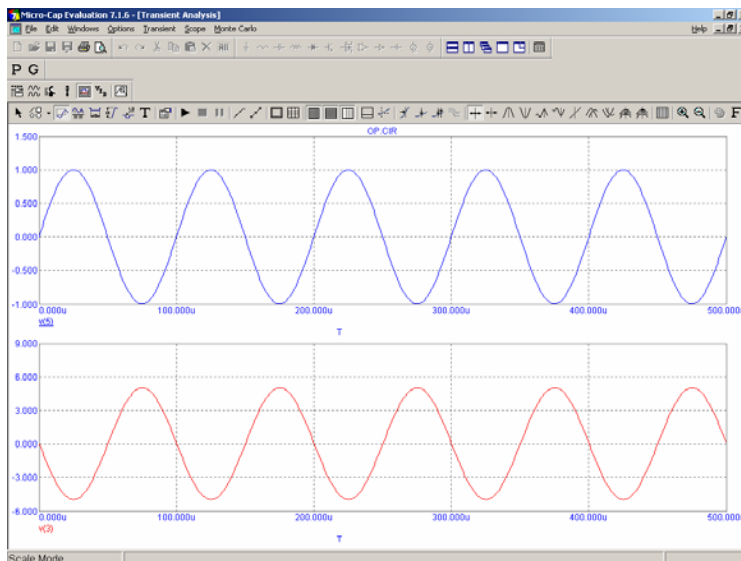 Micro-Cap Evaluation 7.1.6 - [Transient Analysis]
File Edit Windows Options Transient Scope Monte Carlo Help
P G
T F
OP.CIR
1.500
1.000
0.500
0.000
-0.500
-1.000
0.000u 100.000u 200.000u 300.000u 400.000u 500.000u
v(5)
T
9.000
6.000
3.000
0.000
-3.000
-6.000
0.000u 100.000u 200.000u 300.000u 400.000u 500.000u
v(3)
T
Scale Mode